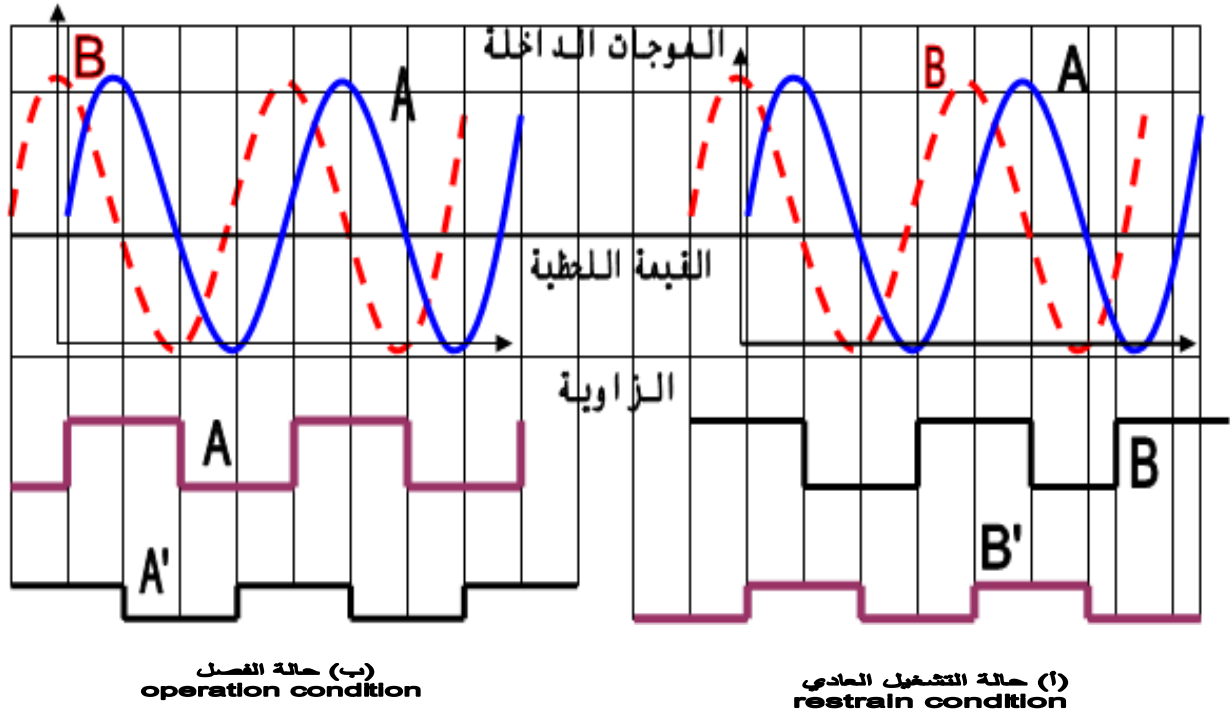 الموجات الداخلة
B
A
B
A
القيمة اللحظية
الزاوية
A
B
A'
B'
(ب) حالة الفصل
operation condition
(أ) حالة التشغيل العادي
restrain condition